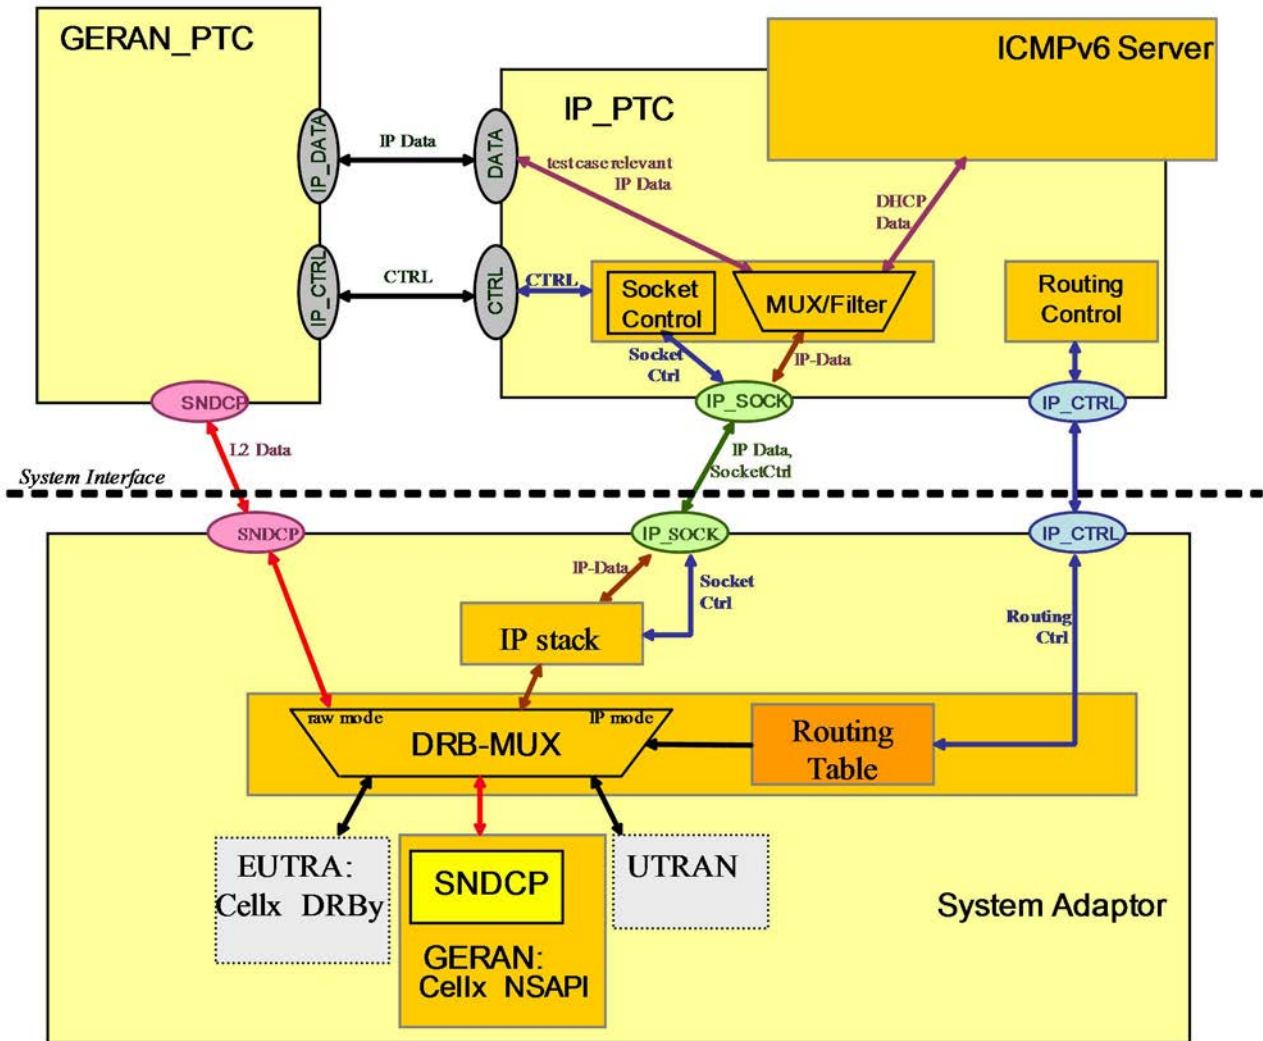 GERAN_PTC
ICMPv6 Server
IP_PTC
IP_DATA
IP Data
DATA
test case relevant
IP Data
DHCP
Data
IP_CTRL
CTRL
CTRL
CTRL
Socket
Control
MUX/Filter
Routing
Control
Socket
Ctrl
IP-Data
SNDCP
IP_SOCK
IP_CTRL
L2 Data
IP Data,
SocketCtrl
System Interface
SNDCP
IP_SOCK
IP_CTRL
IP-Data
Socket
Ctrl
IP stack
Routing
Ctrl
raw mode
IP mode
DRB-MUX
Routing
Table
EUTRA:
Cellx DRBy
SNDCP
GERAN:
Cellx NSAPI
UTRAN
System Adaptor